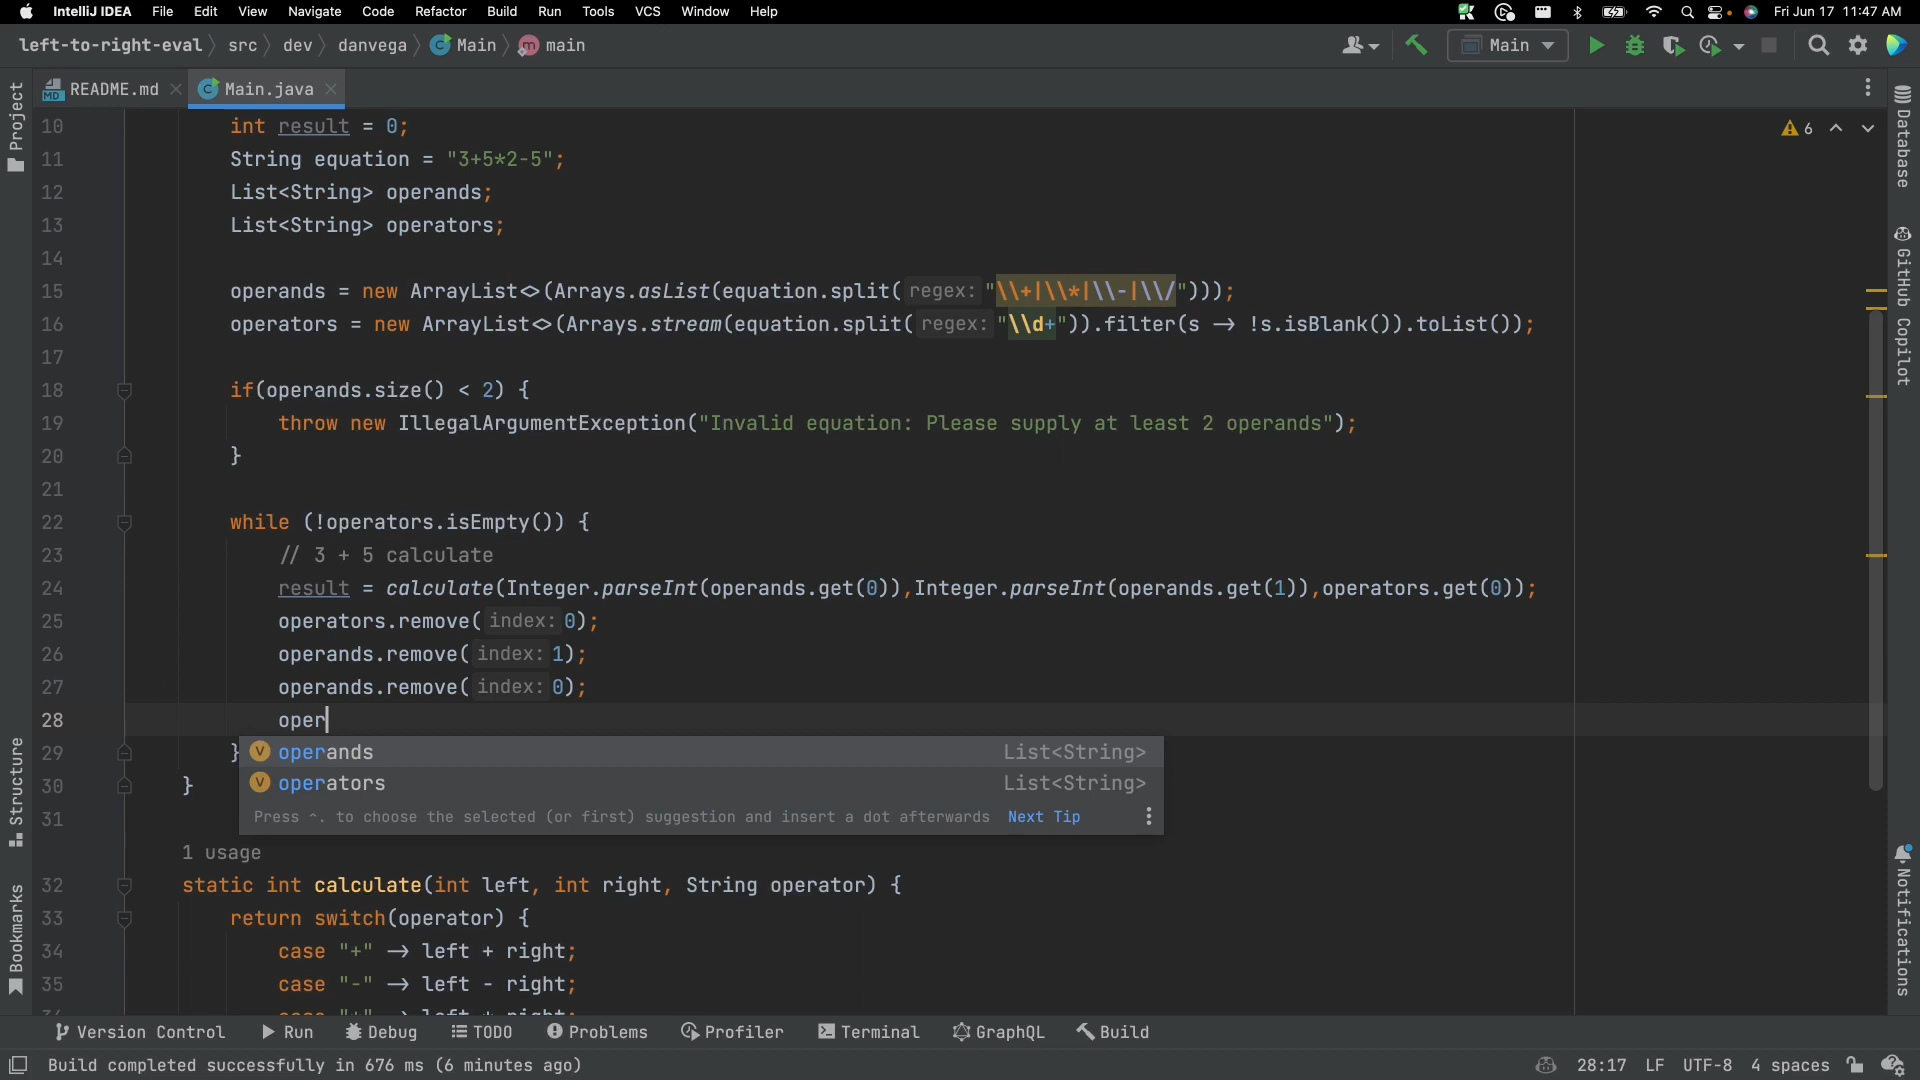 IntelliJ IDEA File Edit View Navigate Code Refactor Build Run Tools VCS Window Help Fri Jun 17 11:47 AM
left-to-right-eval src dev danvega Main main Main
README.md Main.java
Project
Structure
Bookmarks
Database
GitHub Copilot
Notifications
6
10 int result = 0;
11 String equation = "3+5*2-5";
12 List<String> operands;
13 List<String> operators;
14
15 operands = new ArrayList<>(Arrays.asList(equation.split( regex: "\\+|\\*|\\-|\\/")));
16 operators = new ArrayList<>(Arrays.stream(equation.split( regex: "\\d+")).filter(s -> !s.isBlank()).toList());
17
18 if(operands.size() < 2) {
19 throw new IllegalArgumentException("Invalid equation: Please supply at least 2 operands");
20 }
21
22 while (!operators.isEmpty()) {
23 // 3 + 5 calculate
24 result = calculate(Integer.parseInt(operands.get(0)),Integer.parseInt(operands.get(1)),operators.get(0));
25 operators.remove( index: 0);
26 operands.remove( index: 1);
27 operands.remove( index: 0);
28 oper
29 }
operands List<String>
operators List<String>
Press ^. to choose the selected (or first) suggestion and insert a dot afterwards Next Tip
30 }
31
1 usage
32 static int calculate(int left, int right, String operator) {
33 return switch(operator) {
34 case "+" -> left + right;
35 case "-" -> left - right;
Version Control Run Debug TODO Problems Profiler Terminal GraphQL Build
Build completed successfully in 676 ms (6 minutes ago) 28:17 LF UTF-8 4 spaces